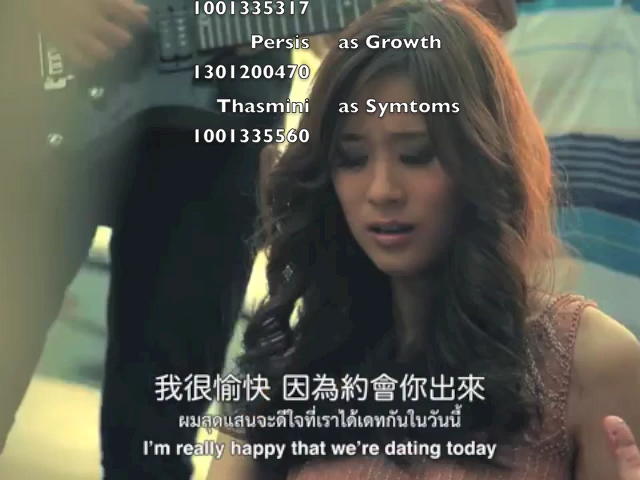 1001335317
Persis as Growth
1301200470
Thasmini as Symtoms
1001335560
我很愉快 因為約會你出來
ผมสุดแสนจะดีใจที่เราได้เดทกันในวันนี้
I'm really happy that we're dating today